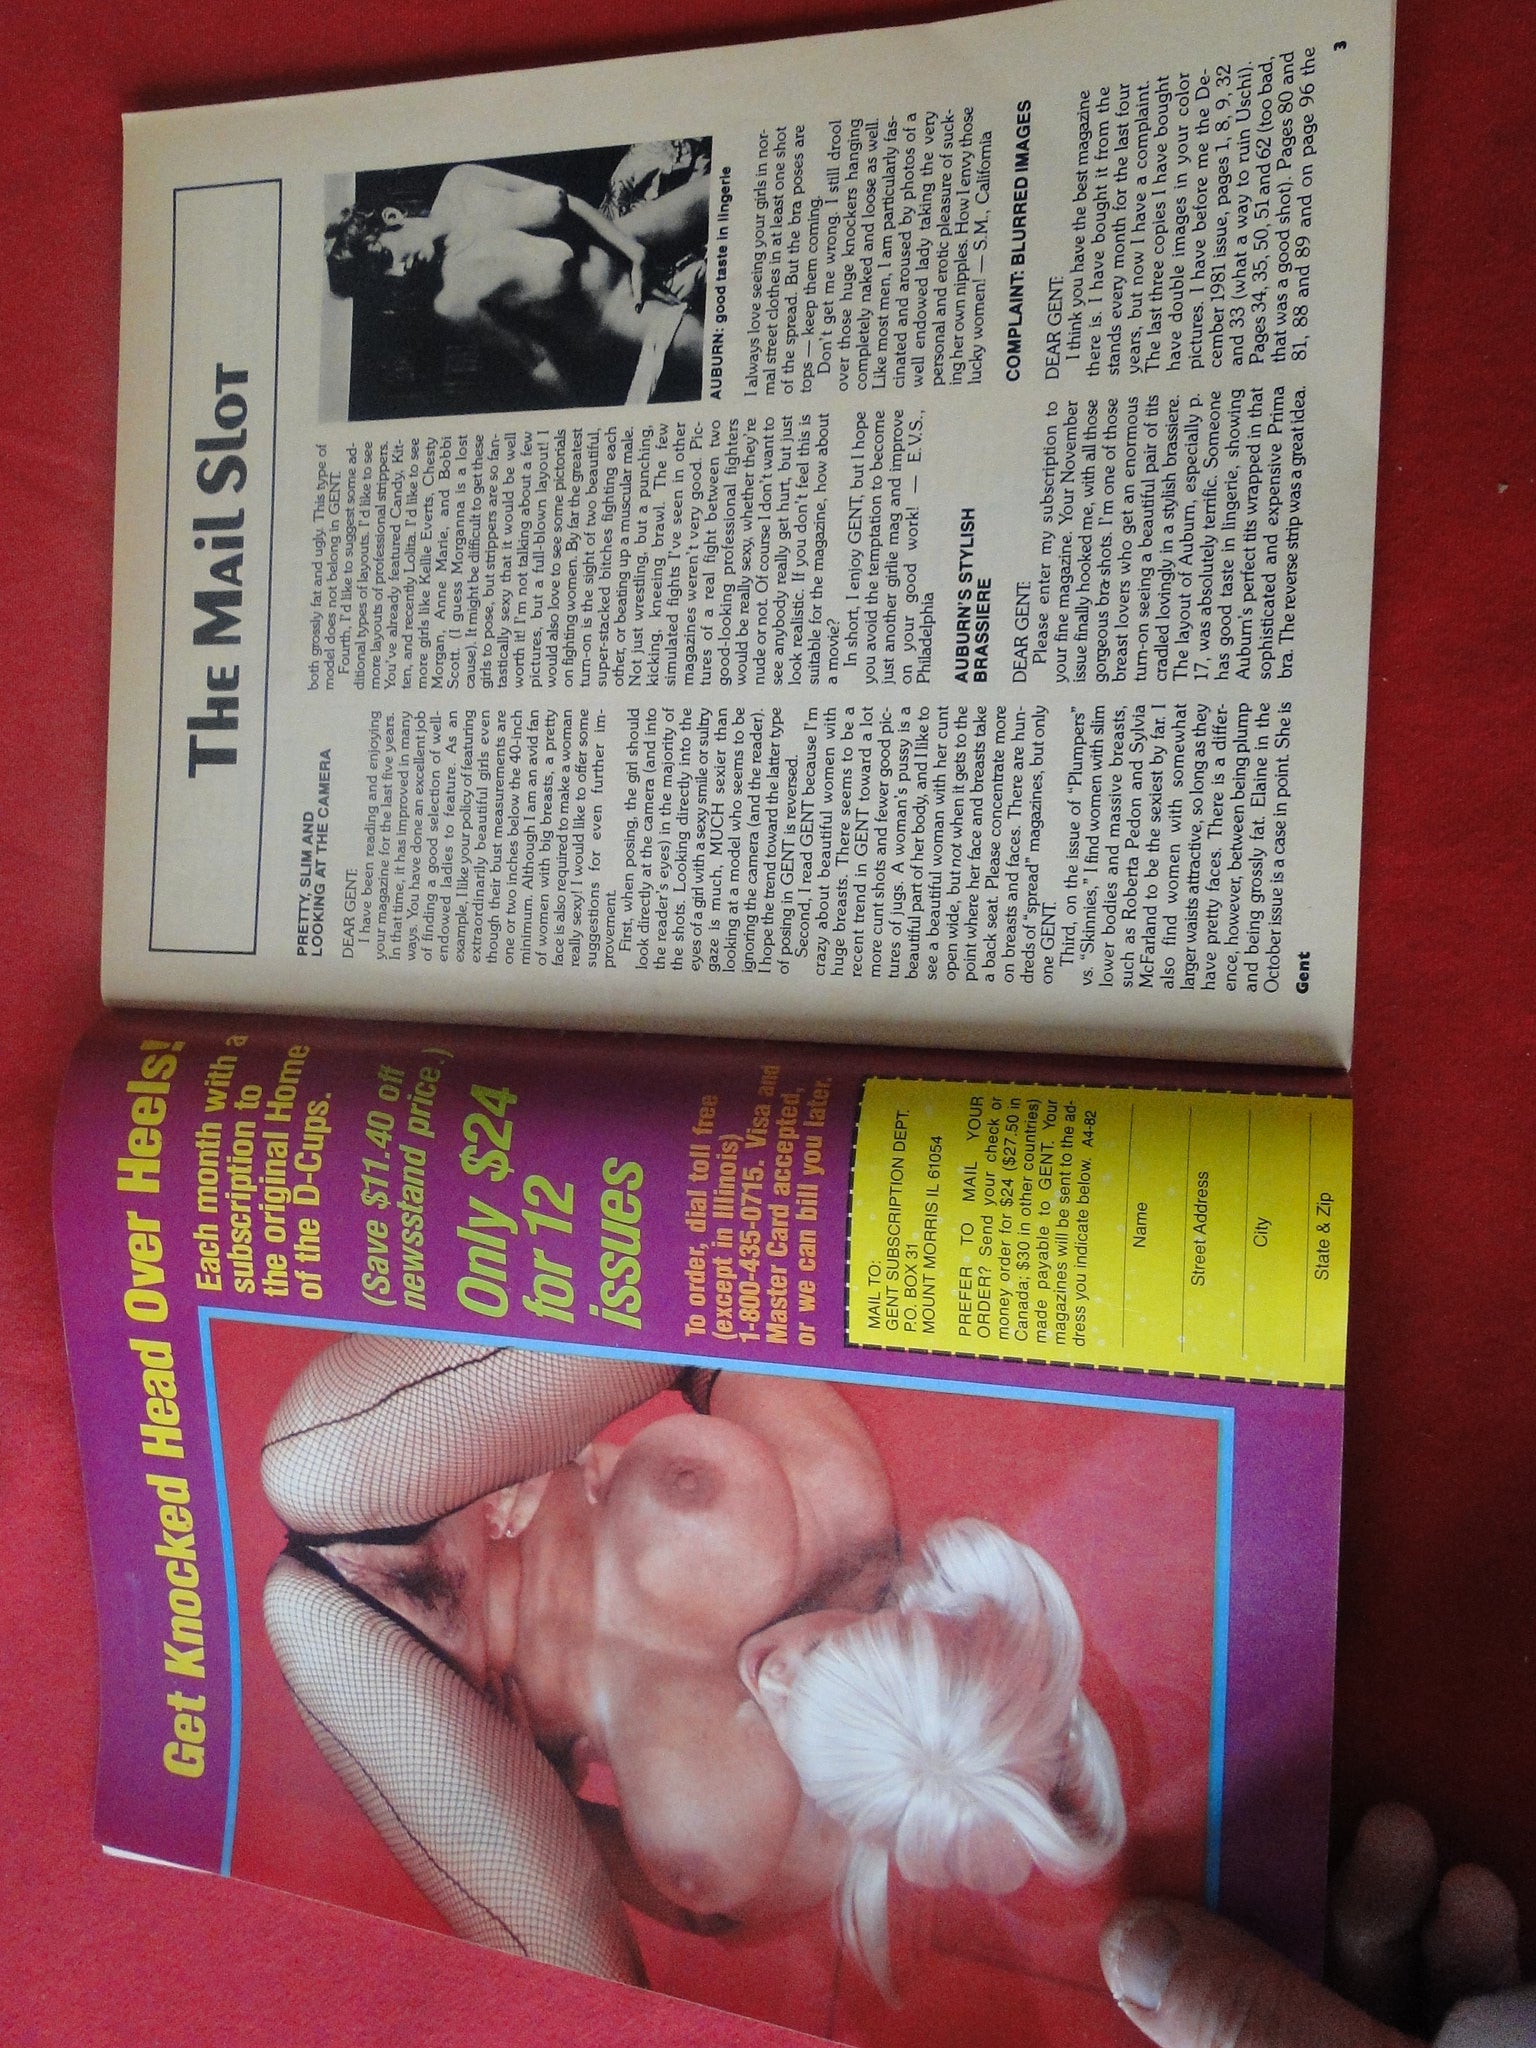 Get Knocked Head Over Heels!
Each month with a
subscription to
the original Home
of the D-Cups.
(Save $11.40 off
newsstand price.)
Only $24
for 12
issues
To order, dial toll free
(except in Illinois)
1-800-435-0715. Visa and
Master Card accepted,
or we can bill you later.
MAIL TO:
GENT SUBSCRIPTION DEPT.
P.O. BOX 31
MOUNT MORRIS IL 61054
PREFER TO MAIL YOUR
ORDER? Send your check or
money order for $24 ($27.50 in
Canada; $30 in other countries)
made payable to GENT. Your
magazines will be sent to the ad-
dress you indicate below. A4-82
Name
Street Address
City
State & Zip
THE MAIL SLOT
PRETTY, SLIM AND
LOOKING AT THE CAMERA
DEAR GENT:
I have been reading and enjoying
your magazine for the last five years.
In that time, it has improved in many
ways. You have done an excellent job
of finding a good selection of well-
endowed ladies to feature. As an
example, I like your policy of featuring
extraordinarily beautiful girls even
though their bust measurements are
one or two inches below the 40-inch
minimum. Although I am an avid fan
of women with big breasts, a pretty
face is also required to make a woman
really sexy! I would like to offer some
suggestions for even further im-
provement.
First, when posing, the girl should
look directly at the camera (and into
the reader's eyes) in the majority of
the shots. Looking directly into the
eyes of a girl with a sexy smile or sultry
gaze is much, MUCH sexier than
looking at a model who seems to be
ignoring the camera (and the reader).
I hope the trend toward the latter type
of posing in GENT is reversed.
Second, I read GENT because I'm
crazy about beautiful women with
huge breasts. There seems to be a
recent trend in GENT toward a lot
more cunt shots and fewer good pic-
tures of jugs. A woman's pussy is a
beautiful part of her body, and I like to
see a beautiful woman with her cunt
open wide, but not when it gets to the
point where her face and breasts take
a back seat. Please concentrate more
on breasts and faces. There are hun-
dreds of "spread" magazines, but only
one GENT.
Third, on the issue of "Plumpers"
vs. "Skinnies," I find women with slim
lower bodies and massive breasts,
such as Roberta Pedon and Sylvia
McFarland to be the sexiest by far. I
also find women with somewhat
larger waists attractive, so long as they
have pretty faces. There is a differ-
ence, however, between being plump
and being grossly fat. Elaine in the
October issue is a case in point. She is
both grossly fat and ugly. This type of
model does not belong in GENT.
Fourth, I'd like to suggest some ad-
ditional types of layouts. I'd like to see
more layouts of professional strippers.
You've already featured Candy, Kit-
ten, and recently Lolita. I'd like to see
more girls like Kellie Everts, Chesty
Morgan, Anne Marie, and Bobbi
Scott. (I guess Morganna is a lost
cause). It might be difficult to get these
girls to pose, but strippers are so fan-
tastically sexy that it would be well
worth it! I'm not talking about a few
pictures, but a full-blown layout! I
would also love to see some pictorials
on fighting women. By far the greatest
turn-on is the sight of two beautiful,
super-stacked bitches fighting each
other, or beating up a muscular male.
Not just wrestling, but a punching,
kicking, kneeing brawl. The few
simulated fights I've seen in other
magazines weren't very good. Pic-
tures of a real fight between two
good-looking professional fighters
would be really sexy, whether they're
nude or not. Of course I don't want to
see anybody really get hurt, but just
look realistic. If you don't feel this is
suitable for the magazine, how about
a movie?
In short, I enjoy GENT, but I hope
you avoid the temptation to become
just another girlie mag and improve
on your good work! — E.V.S.,
Philadelphia
AUBURN'S STYLISH
BRASSIERE
DEAR GENT:
Please enter my subscription to
your fine magazine. Your November
issue finally hooked me, with all those
gorgeous bra-shots. I'm one of those
breast lovers who get an enormous
turn-on seeing a beautiful pair of tits
cradled lovingly in a stylish brassiere.
The layout of Auburn, especially p.
17, was absolutely terrific. Someone
has good taste in lingerie, showing
Auburn's perfect tits wrapped in that
sophisticated and expensive Prima
bra. The reverse strip was a great idea.
AUBURN: good taste in lingerie
I always love seeing your girls in nor-
mal street clothes in at least one shot
of the spread. But the bra poses are
tops — keep them coming.
Don't get me wrong. I still drool
over those huge knockers hanging
completely naked and loose as well.
Like most men, I am particularly fas-
cinated and aroused by photos of a
well endowed lady taking the very
personal and erotic pleasure of suck-
ing her own nipples. How I envy those
lucky women! — S.M., California
COMPLAINT: BLURRED IMAGES
DEAR GENT:
I think you have the best magazine
there is. I have bought it from the
stands every month for the last four
years, but now I have a complaint.
The last three copies I have bought
have double images in your color
pictures. I have before me the De-
cember 1981 issue, pages 1, 8, 9, 32
and 33 (what a way to ruin Uschi).
Pages 34, 35, 50, 51 and 62 (too bad,
that was a good shot). Pages 80 and
81, 88 and 89 and on page 96 the
Gent
3